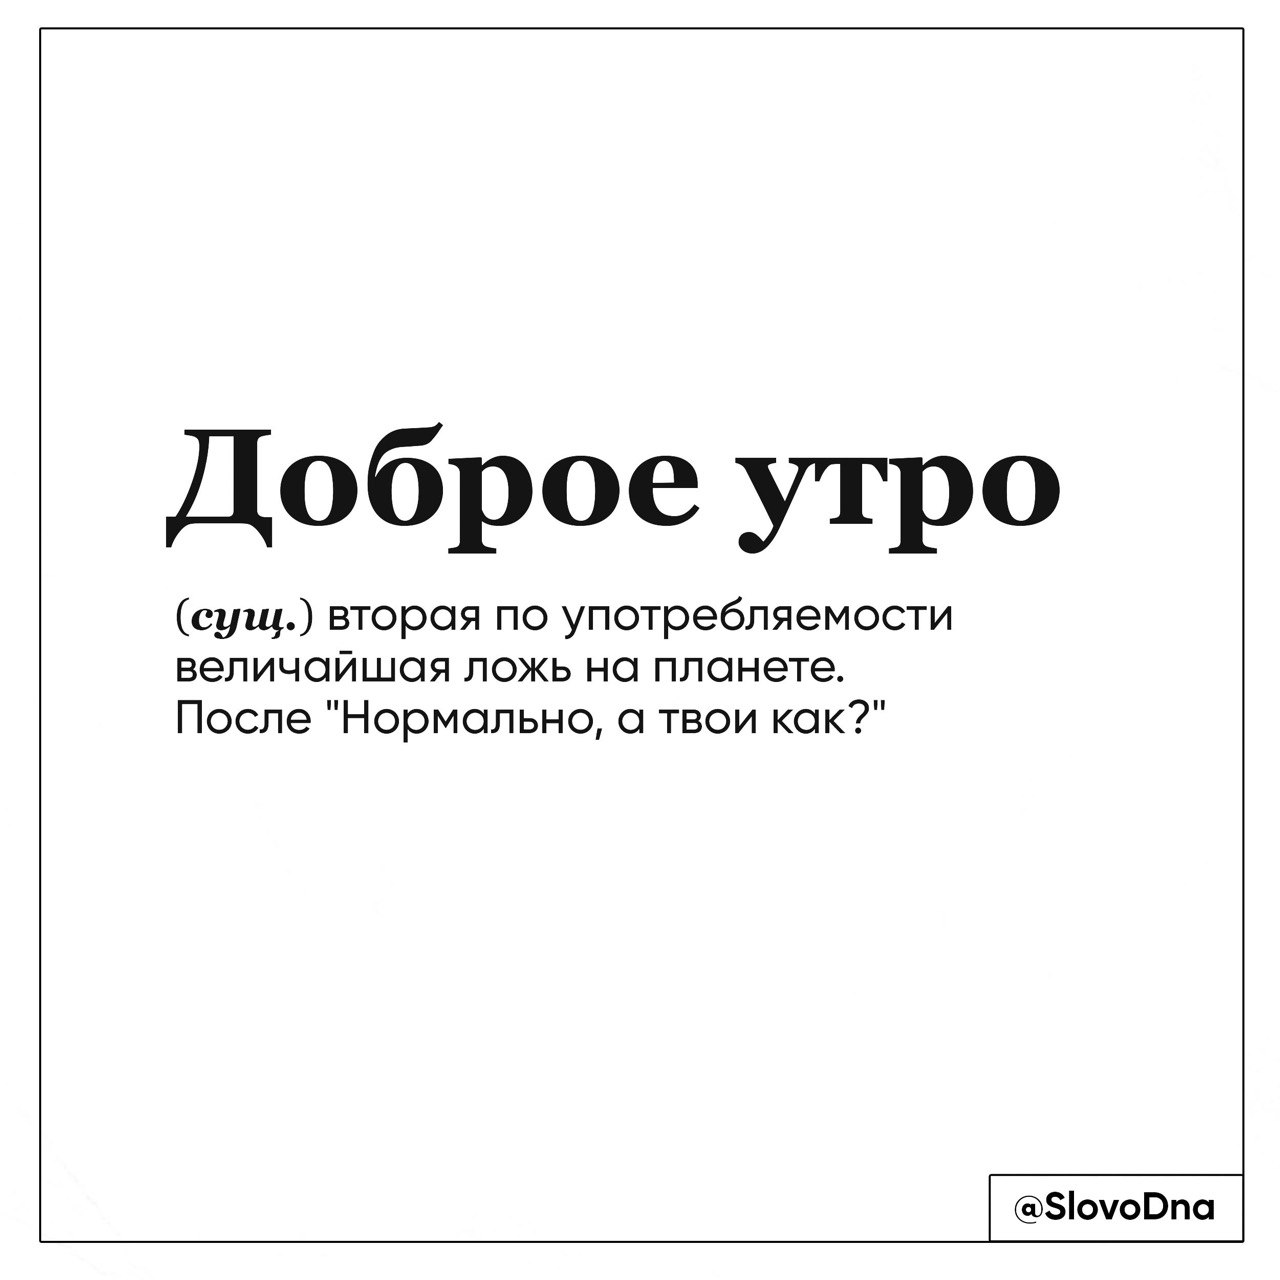 Доброе утро
(сущ.) вторая по употребляемости
величайшая ложь на планете.
После "Нормально, а твои как?"
@SlovoDna